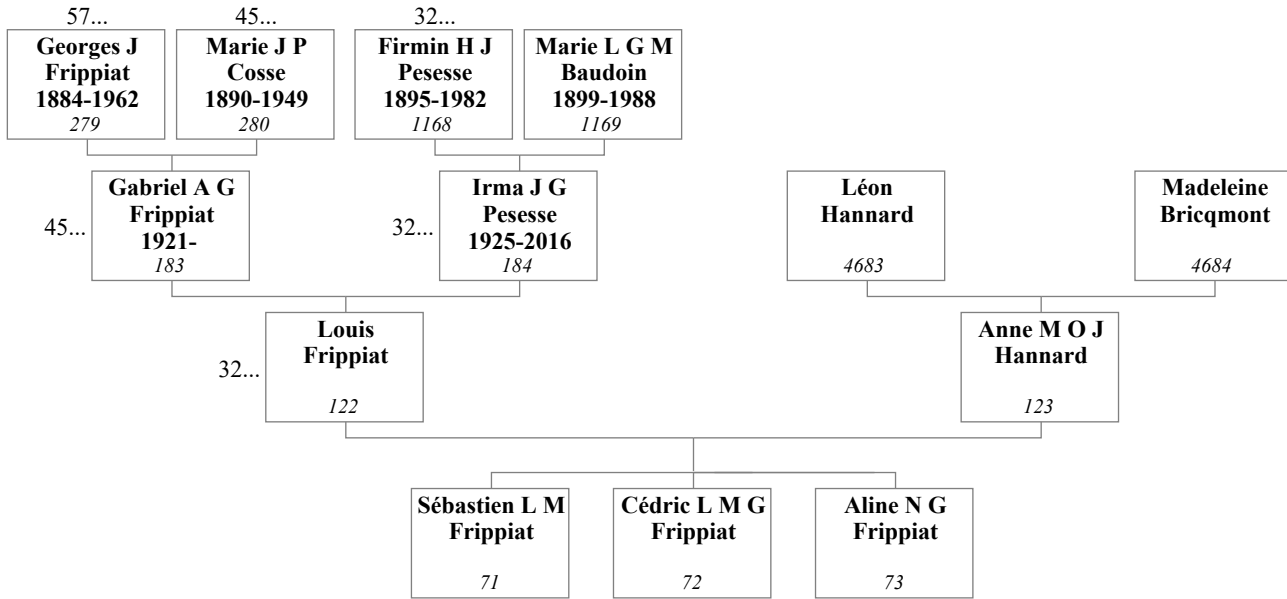 57...
45...
32...
Georges J
Frippiat
1884-1962
279
Marie J P
Cosse
1890-1949
280
Firmin H J
Pesesse
1895-1982
1168
Marie L G M
Baudoin
1899-1988
1169
45...
Gabriel A G
Frippiat
1921-
183
32...
Irma J G
Pesesse
1925-2016
184
Léon
Hannard
4683
Madeleine
Bricqmont
4684
32...
Louis
Frippiat
122
Anne M O J
Hannard
123
Sébastien L M
Frippiat
71
Cédric L M G
Frippiat
72
Aline N G
Frippiat
73